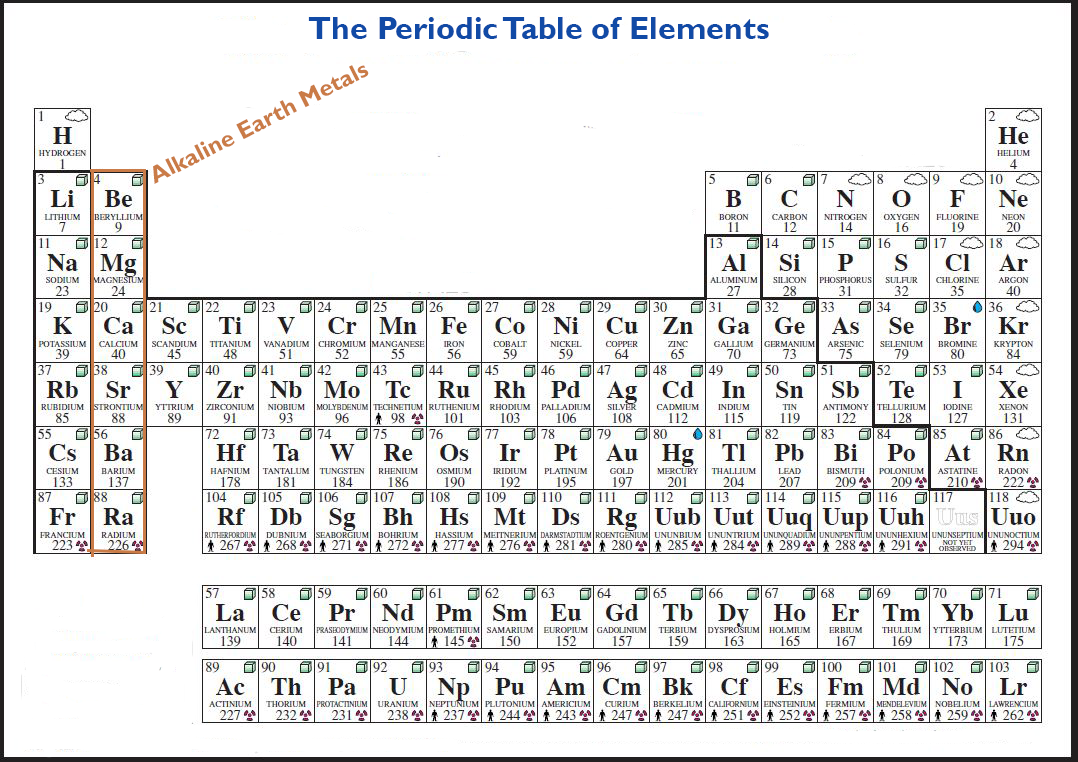 The Periodic Table of Elements
Alkaline Earth Metals
1 2
H He
HYDROGEN HELIUM
1 4
3 4 5 6 7 8 9 10
Li Be B C N O F Ne
LITHIUM BERYLLIUM BORON CARBON NITROGEN OXYGEN FLUORINE NEON
7 9 11 12 14 16 19 20
11 12 13 14 15 16 17 18
Na Mg Al Si P S Cl Ar
SODIUM MAGNESIUM ALUMINUM SILICON PHOSPHORUS SULFUR CHLORINE ARGON
23 24 27 28 31 32 35 40
19 20 21 22 23 24 25 26 27 28 29 30 31 32 33 34 35 36
K Ca Sc Ti V Cr Mn Fe Co Ni Cu Zn Ga Ge As Se Br Kr
POTASSIUM CALCIUM SCANDIUM TITANIUM VANADIUM CHROMIUM MANGANESE IRON COBALT NICKEL COPPER ZINC GALLIUM GERMANIUM ARSENIC SELENIUM BROMINE KRYPTON
39 40 45 48 51 52 55 56 59 59 64 65 70 73 75 79 80 84
37 38 39 40 41 42 43 44 45 46 47 48 49 50 51 52 53 54
Rb Sr Y Zr Nb Mo Tc Ru Rh Pd Ag Cd In Sn Sb Te I Xe
RUBIDIUM STRONTIUM YTTRIUM ZIRCONIUM NIOBIUM MOLYBDENUM TECHNETIUM RUTHENIUM RHODIUM PALLADIUM SILVER CADMIUM INDIUM TIN ANTIMONY TELLURIUM IODINE XENON
85 88 89 91 93 96 98 101 103 106 108 112 115 119 122 128 127 131
55 56 72 73 74 75 76 77 78 79 80 81 82 83 84 85 86
Cs Ba Hf Ta W Re Os Ir Pt Au Hg Tl Pb Bi Po At Rn
CESIUM BARIUM HAFNIUM TANTALUM TUNGSTEN RHENIUM OSMIUM IRIDIUM PLATINUM GOLD MERCURY THALLIUM LEAD BISMUTH POLONIUM ASTATINE RADON
133 137 178 181 184 186 190 192 195 197 201 204 207 209 209 210 222
87 88 104 105 106 107 108 109 110 111 112 113 114 115 116 117 118
Fr Ra Rf Db Sg Bh Hs Mt Ds Rg Uub Uut Uuq Uup Uuh Uus Uuo
FRANCIUM RADIUM RUTHERFORDIUM DUBNIUM SEABORGIUM BOHRIUM HASSIUM MEITNERIUM DARMSTADTIUM ROENTGENIUM UNUNBIUM UNUNTRIUM UNUNQUADIUM UNUNPENTIUM UNUNHEXIUM UNUNSEPTIUM UNUNOCTIUM
NOT YET
OBSERVED
223 226 267 268 271 272 277 276 281 280 285 284 289 288 291 294
57 58 59 60 61 62 63 64 65 66 67 68 69 70 71
La Ce Pr Nd Pm Sm Eu Gd Tb Dy Ho Er Tm Yb Lu
LANTHANUM CERIUM PRASEODYMIUM NEODYMIUM PROMETHIUM SAMARIUM EUROPIUM GADOLINIUM TERBIUM DYSPROSIUM HOLMIUM ERBIUM THULIUM YTTERBIUM LUTETIUM
139 140 141 144 145 150 152 157 159 163 165 167 169 173 175
89 90 91 92 93 94 95 96 97 98 99 100 101 102 103
Ac Th Pa U Np Pu Am Cm Bk Cf Es Fm Md No Lr
ACTINIUM THORIUM PROTACTINIUM URANIUM NEPTUNIUM PLUTONIUM AMERICIUM CURIUM BERKELIUM CALIFORNIUM EINSTEINIUM FERMIUM MENDELEVIUM NOBELIUM LAWRENCIUM
227 232 231 238 237 244 243 247 247 251 252 257 258 259 262